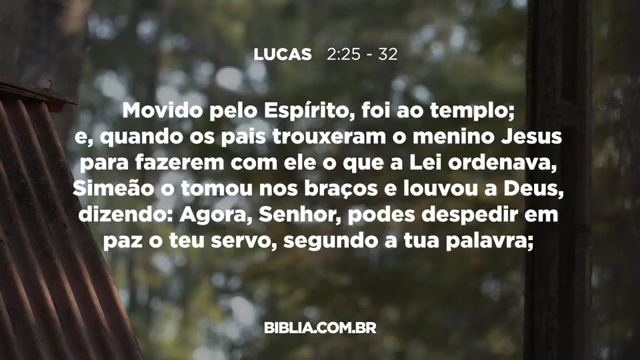 LUCAS 2:25 - 32
Movido pelo Espírito, foi ao templo;
e, quando os pais trouxeram o menino Jesus
para fazerem com ele o que a Lei ordenava,
Simeão o tomou nos braços e louvou a Deus,
dizendo: Agora, Senhor, podes despedir em
paz o teu servo, segundo a tua palavra;
BIBLIA.COM.BR